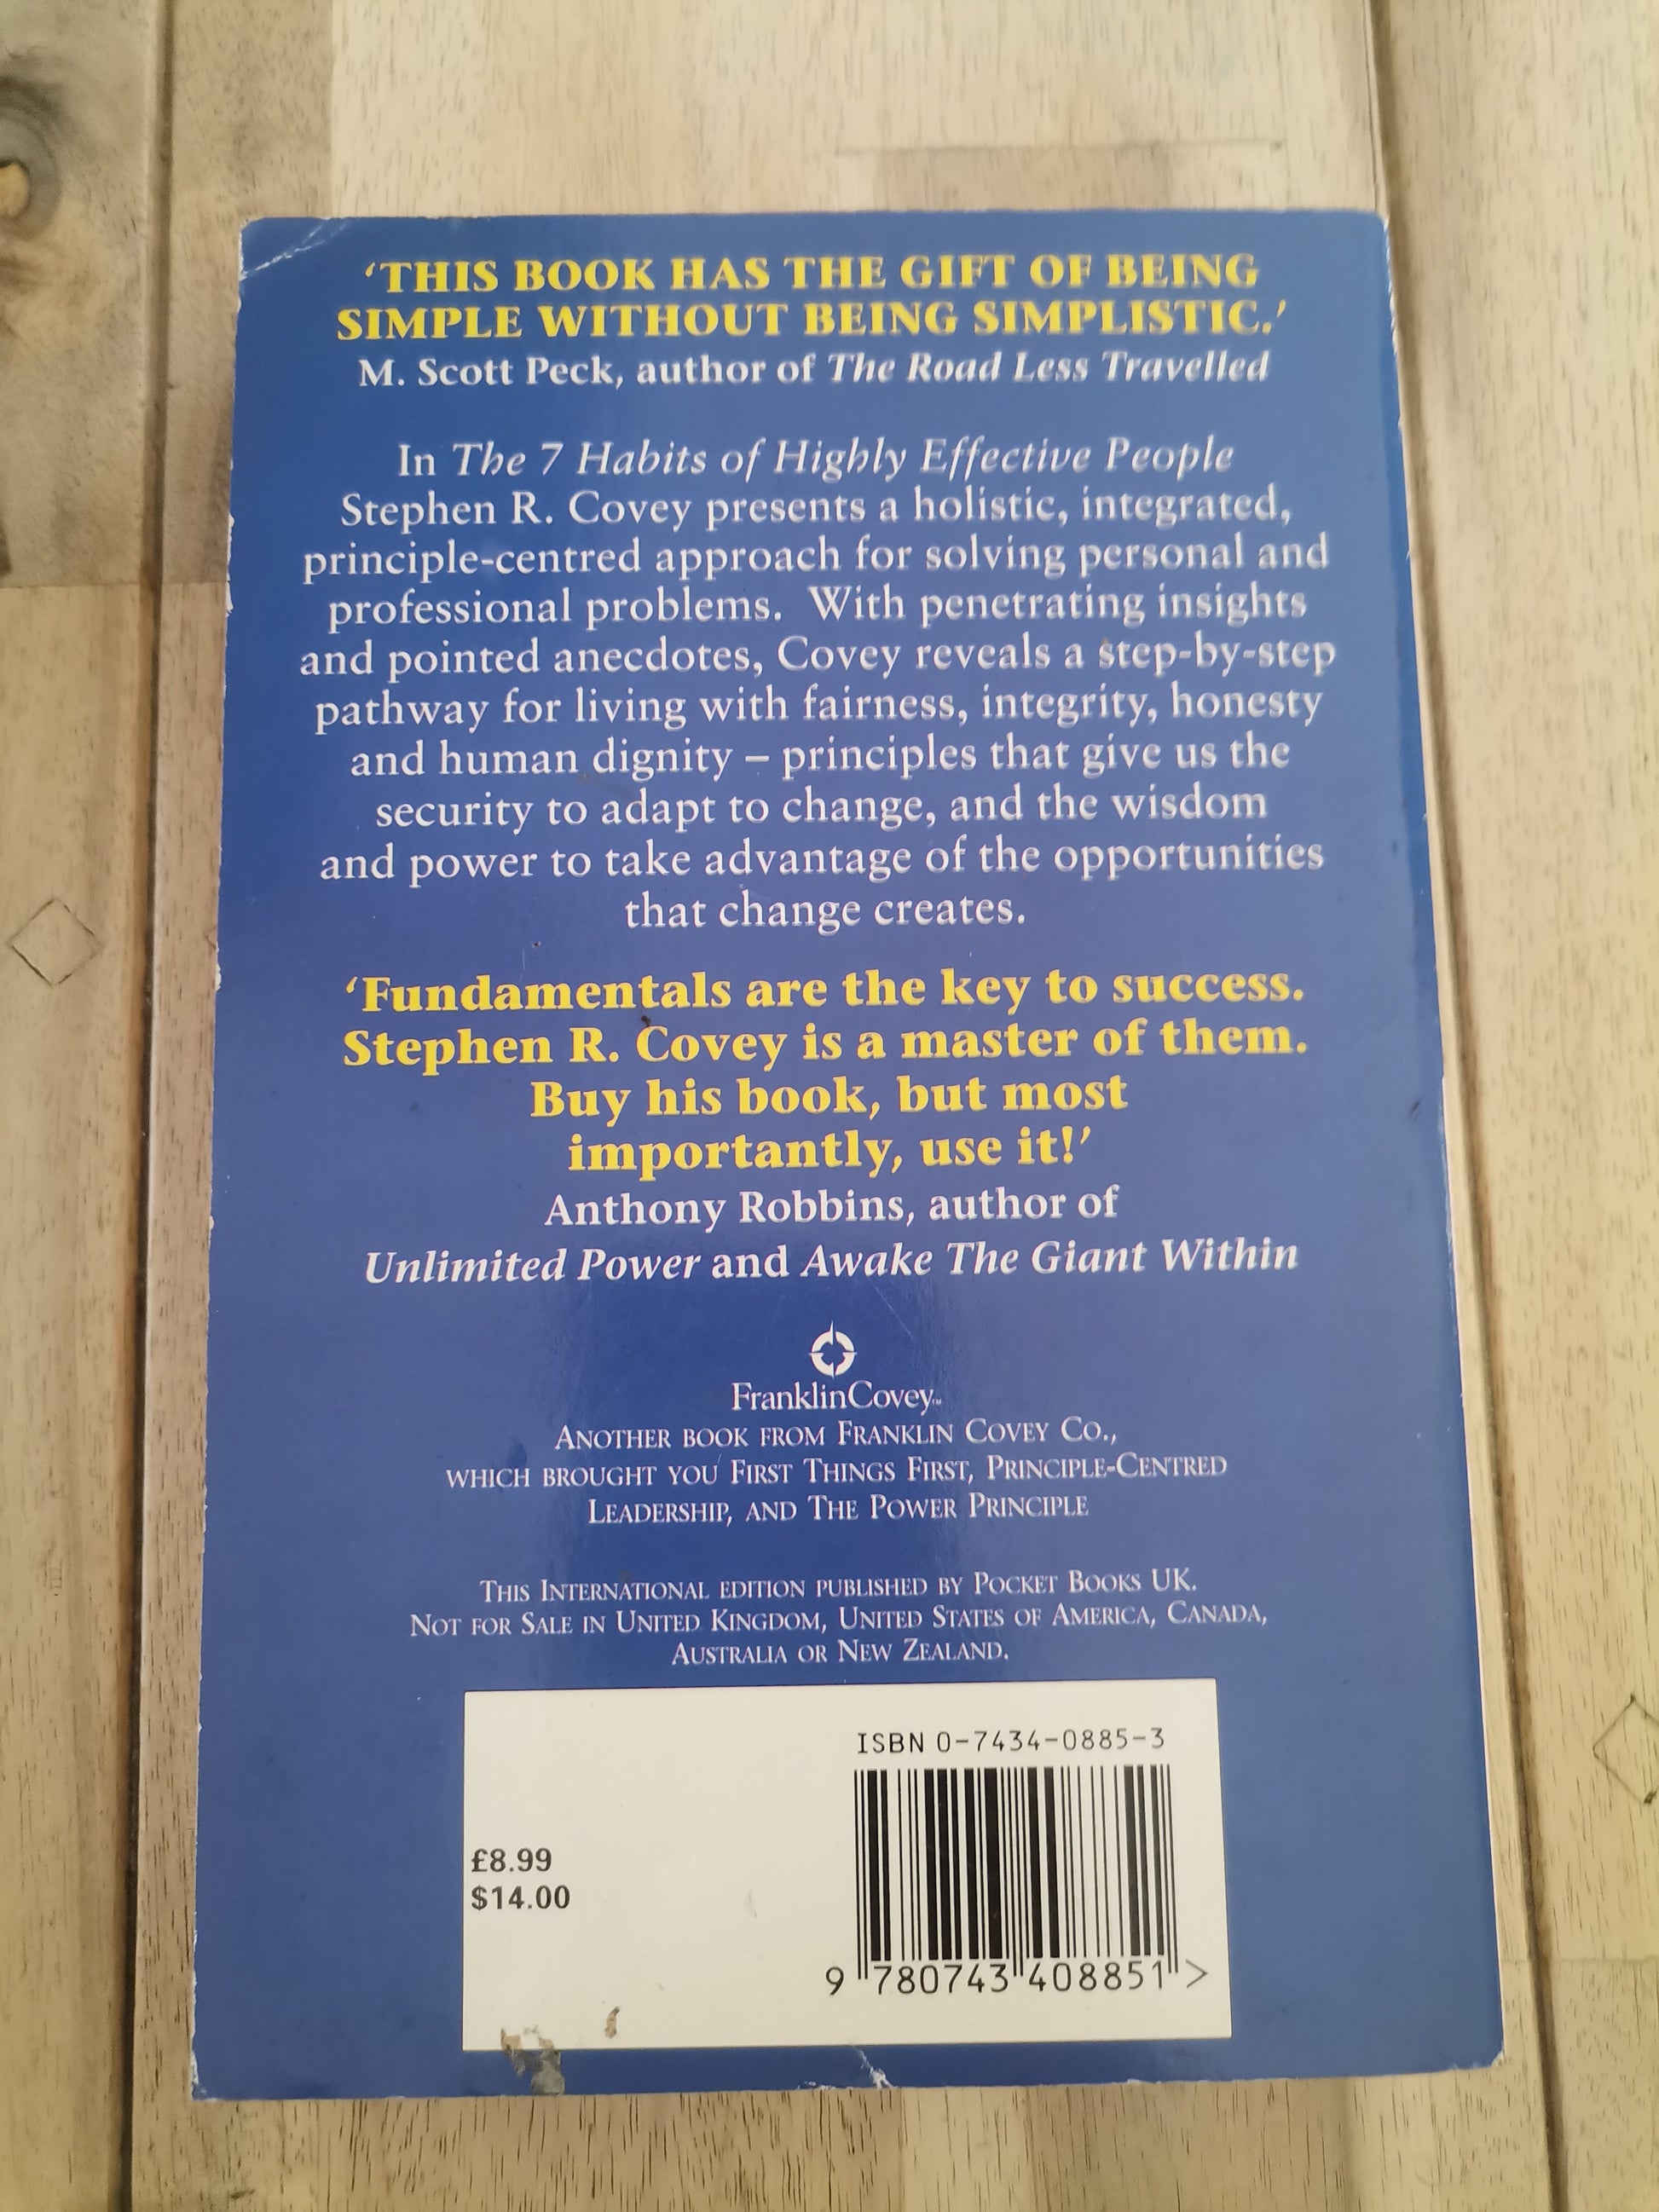 ‘THIS BOOK HAS THE GIFT OF BEING
SIMPLE WITHOUT BEING SIMPLISTIC.’
M. Scott Peck, author of The Road Less Travelled
In The 7 Habits of Highly Effective People
Stephen R. Covey presents a holistic, integrated,
principle-centred approach for solving personal and
professional problems. With penetrating insights
and pointed anecdotes, Covey reveals a step-by-step
pathway for living with fairness, integrity, honesty
and human dignity – principles that give us the
security to adapt to change, and the wisdom
and power to take advantage of the opportunities
that change creates.
‘Fundamentals are the key to success.
Stephen R. Covey is a master of them.
Buy his book, but most
importantly, use it!’
Anthony Robbins, author of
Unlimited Power and Awake The Giant Within
FranklinCovey™
ANOTHER BOOK FROM FRANKLIN COVEY CO.,
WHICH BROUGHT YOU FIRST THINGS FIRST, PRINCIPLE-CENTRED
LEADERSHIP, AND THE POWER PRINCIPLE
THIS INTERNATIONAL EDITION PUBLISHED BY POCKET BOOKS UK.
NOT FOR SALE IN UNITED KINGDOM, UNITED STATES OF AMERICA, CANADA,
AUSTRALIA OR NEW ZEALAND.
ISBN 0-7434-0885-3
£8.99
$14.00
9 780743 408851 >